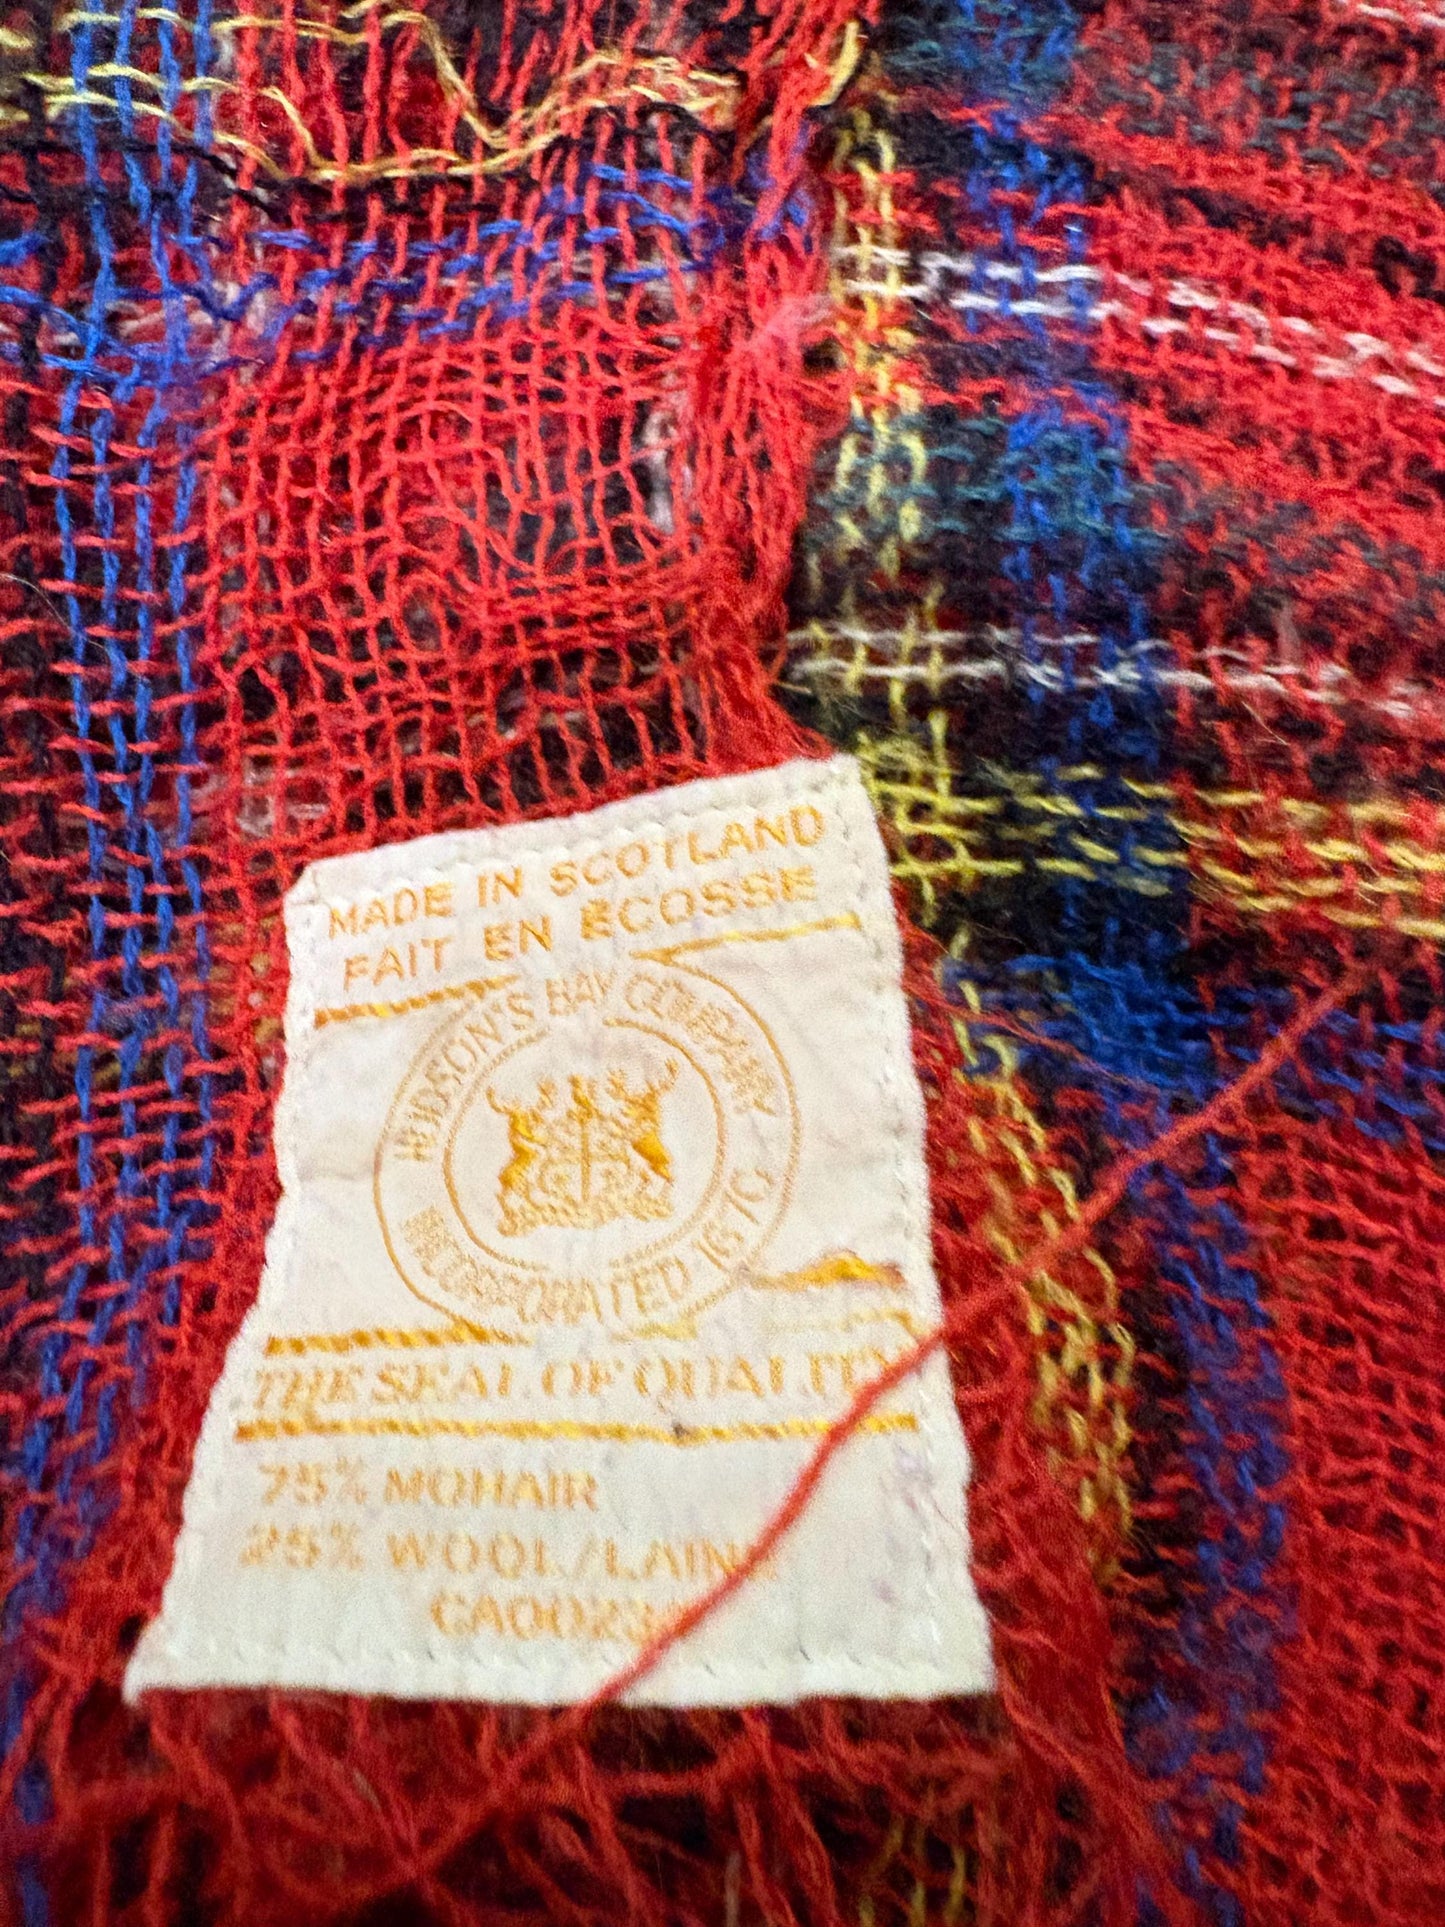 MADE IN SCOTLAND
FAIT EN ÉCOSSE
HUDSON'S BAY COMPANY
INCORPORATED 1670
THE SEAL OF QUALITY
75% MOHAIR
25% WOOL/LAINE